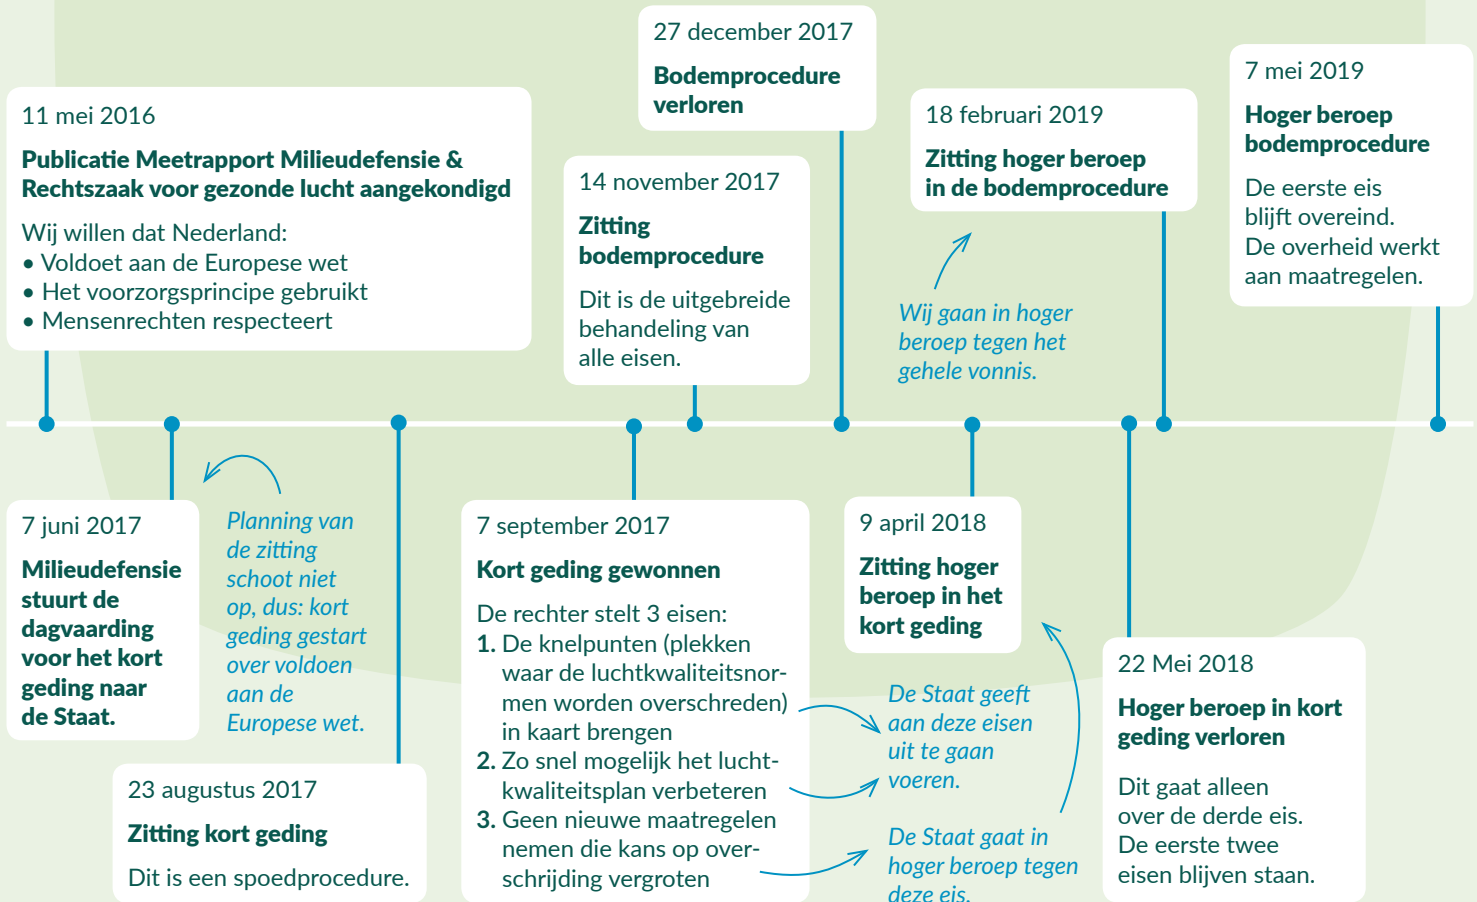 11 mei 2016
Publicatie Meetrapport Milieudefensie &
Rechtszaak voor gezonde lucht aangekondigd
Wij willen dat Nederland:
• Voldoet aan de Europese wet
• Het voorzorgsprincipe gebruikt
• Mensenrechten respecteert
14 november 2017
Zitting
bodemprocedure
Dit is de uitgebreide
behandeling van
alle eisen.
27 december 2017
Bodemprocedure
verloren
18 februari 2019
Zitting hoger beroep
in de bodemprocedure
Wij gaan in hoger
beroep tegen het
gehele vonnis.
7 mei 2019
Hoger beroep
bodemprocedure
De eerste eis
blijft overeind.
De overheid werkt
aan maatregelen.
7 juni 2017
Milieudefensie
stuurt de
dagvaarding
voor het kort
geding naar
de Staat.
Planning van
de zitting
schoot niet
op, dus: kort
geding gestart
over voldoen
aan de
Europese wet.
23 augustus 2017
Zitting kort geding
Dit is een spoedprocedure.
7 september 2017
Kort geding gewonnen
De rechter stelt 3 eisen:
1. De knelpunten (plekken
waar de luchtkwaliteitsnor-
men worden overschreden)
in kaart brengen
2. Zo snel mogelijk het lucht-
kwaliteitsplan verbeteren
3. Geen nieuwe maatregelen
nemen die kans op over-
schrijding vergroten
De Staat geeft
aan deze eisen
uit te gaan
voeren.
De Staat gaat in
hoger beroep tegen
deze eis.
9 april 2018
Zitting hoger
beroep in het
kort geding
22 Mei 2018
Hoger beroep in kort
geding verloren
Dit gaat alleen
over de derde eis.
De eerste twee
eisen blijven staan.